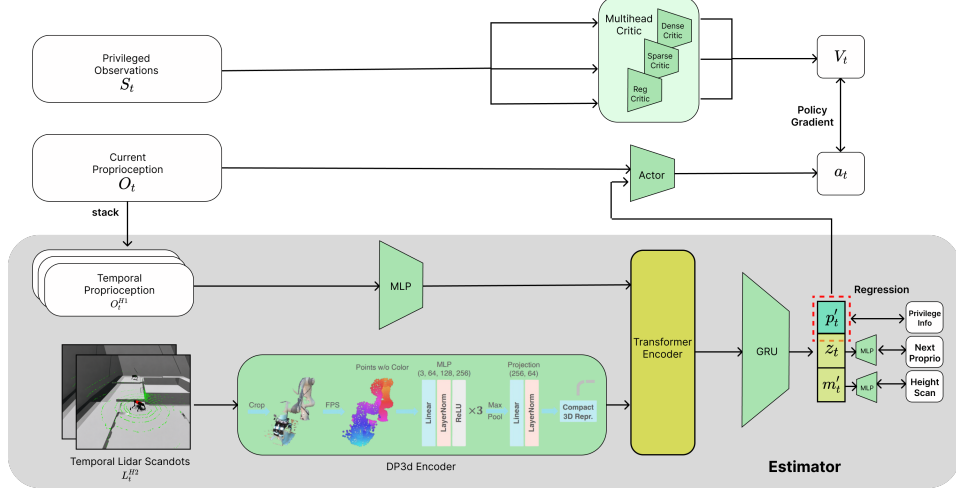 Privileged
Observations
S_t
Multihead
Critic
Dense
Critic
Sparse
Critic
Reg
Critic
V_t
Policy
Gradient
Current
Proprioception
O_t
Actor
a_t
stack
Temporal
Proprioception
O_t^{H1}
MLP
Transformer
Encoder
GRU
Regression
p'_t
Privilege
Info
z_t
MLP
Next
Proprio
m'_t
MLP
Height
Scan
Temporal Lidar Scandots
L_t^{H2}
Crop
FPS
Points w/o Color
MLP
(3, 64, 128, 256)
Linear
LayerNorm
ReLU
×3
Max
Pool
Projection
(256, 64)
Linear
LayerNorm
Compact
3D Repr.
DP3d Encoder
Estimator